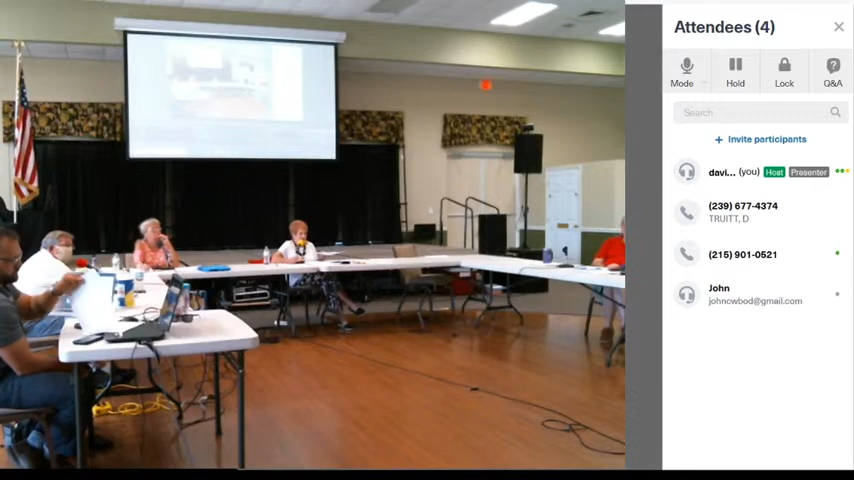 Attendees (4)
Mode
Hold
Lock
Q&A
Search
+ Invite participants
davi... (you) Host Presenter
(239) 677-4374
TRUITT, D
(215) 901-0521
John
johncwbod@gmail.com